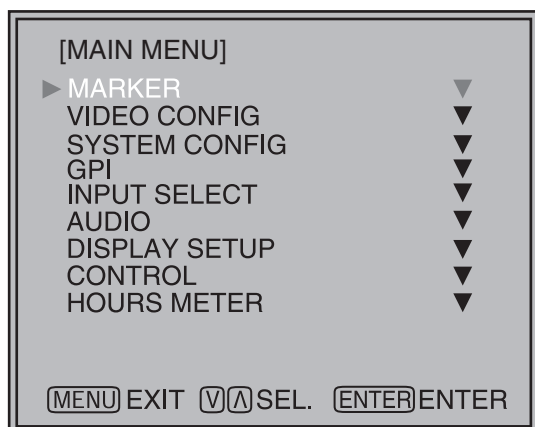 [MAIN MENU]
MARKER
VIDEO CONFIG
SYSTEM CONFIG
GPI
INPUT SELECT
AUDIO
DISPLAY SETUP
CONTROL
HOURS METER
MENU EXIT V Λ SEL. ENTER ENTER